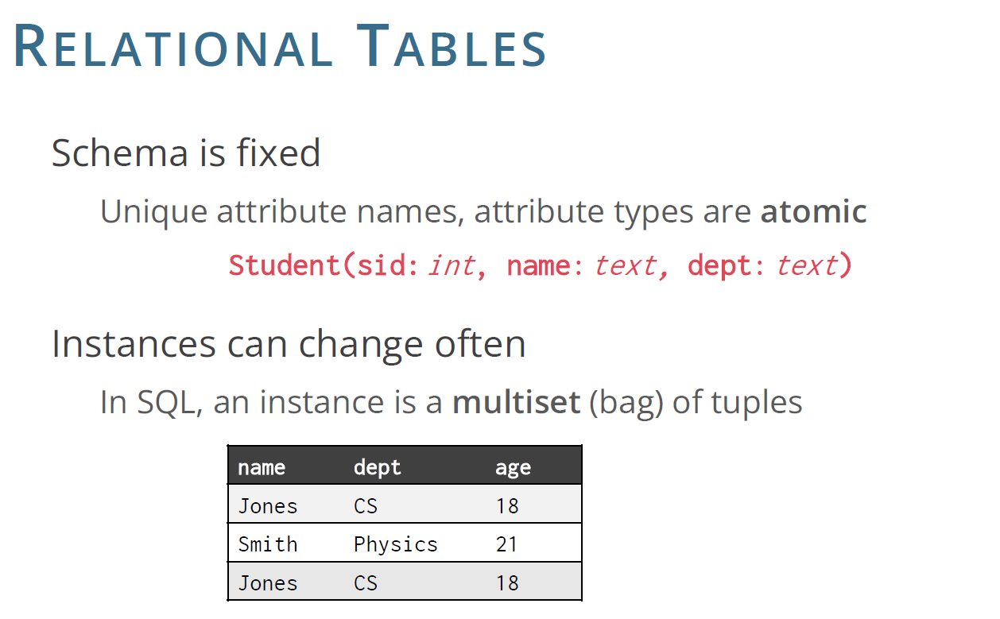 RELATIONAL TABLES
Schema is fixed
Unique attribute names, attribute types are atomic
Student(sid: int, name: text, dept: text)
Instances can change often
In SQL, an instance is a multiset (bag) of tuples
name dept age
Jones CS 18
Smith Physics 21
Jones CS 18